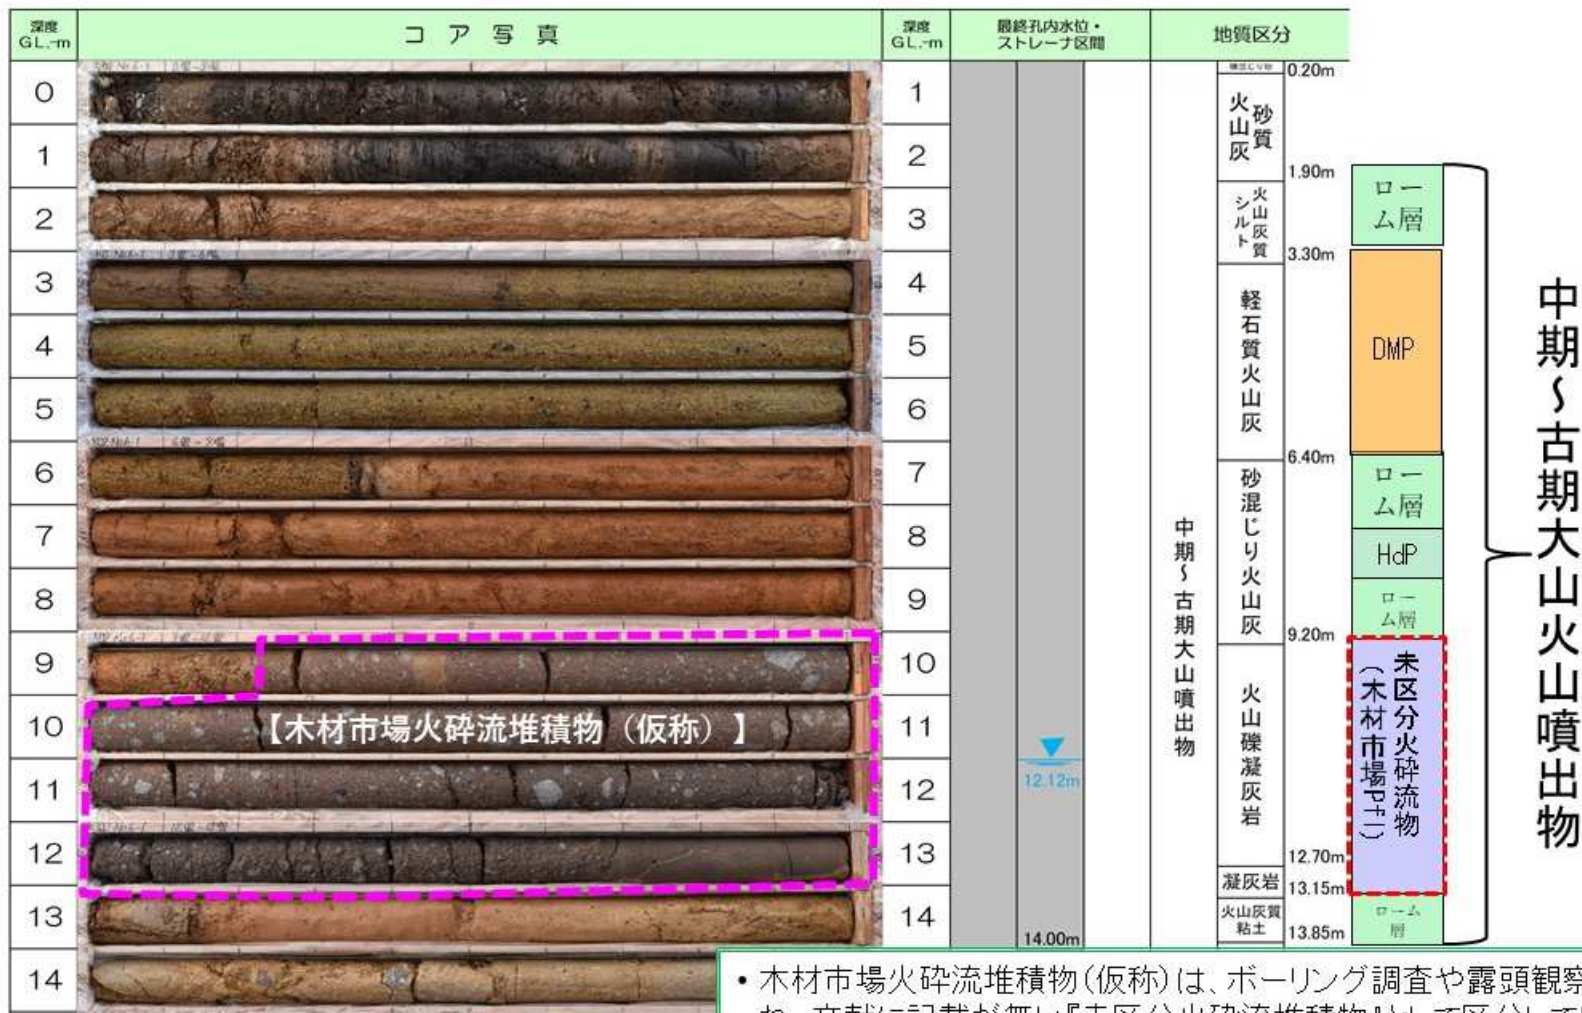 深度
GL.-m
コア写真
深度
GL.-m
最終孔内水位・
ストレーナ区間
地質区分
0
1
1
2
2
3
3
4
4
5
5
6
6
7
7
8
8
9
9
10
10
11
11
12
12
13
13
14
14
【木材市場火砕流堆積物（仮称）】
12.12m
14.00m
中期～古期大山噴出物
0.20m
砂質
火山灰
1.90m
火山灰質
シルト
3.30m
軽石質火山灰
6.40m
砂混じり火山灰
9.20m
火山礫凝灰岩
12.70m
凝灰岩
13.15m
火山灰質
粘土
13.85m
ロー
ム層
DMP
ロー
ム層
HdP
ロー
ム層
未区分火砕流物
（木材市場Pfl）
ローム
層
中期～古期大山火山噴出物
• 木材市場火砕流堆積物（仮称）は、ボーリング調査や露頭観察